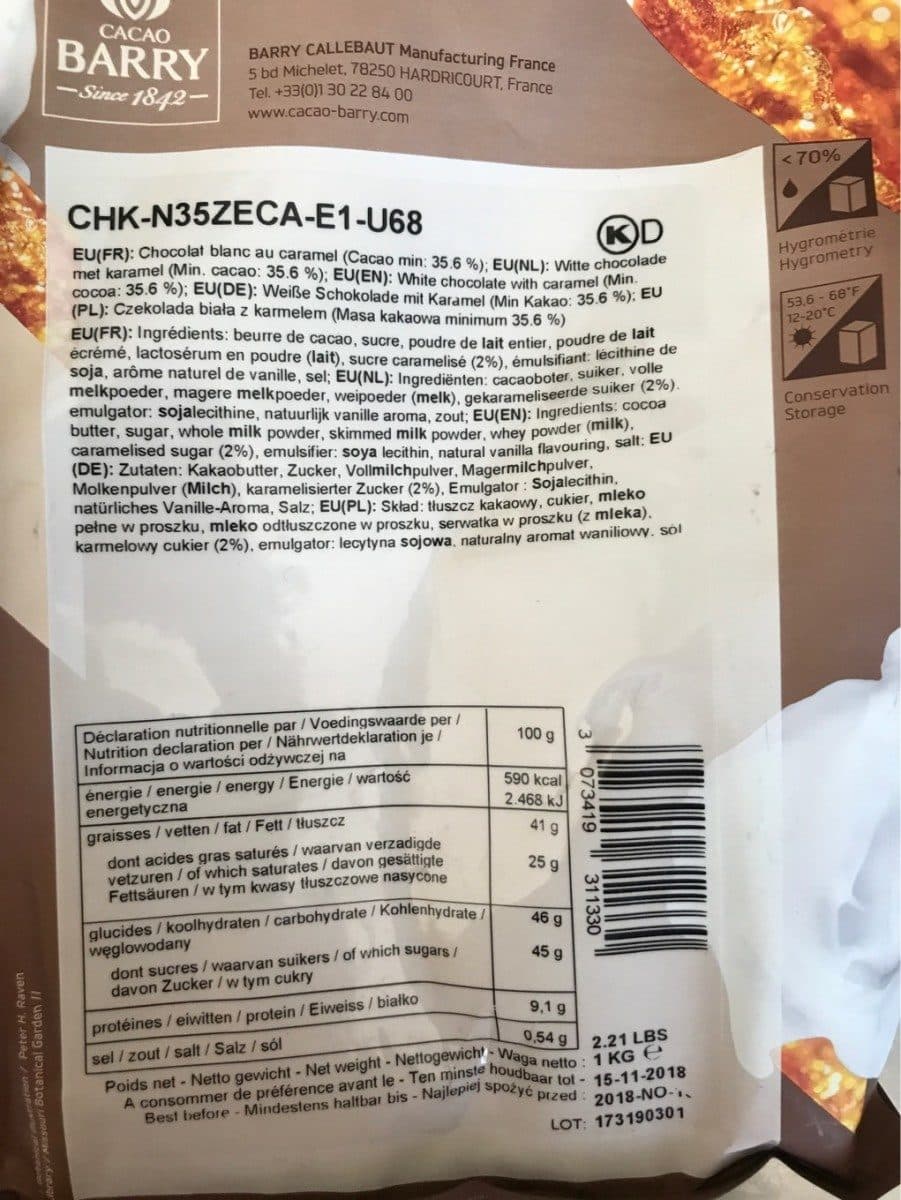 CACAO
BARRY
Since 1842
BARRY CALLEBAUT Manufacturing France
5 bd Michelet, 78250 HARDRICOURT, France
Tel. +33(0)1 30 22 84 00
www.cacao-barry.com
<70%
Hygrométrie
Hygrometry
53,6 - 68°F
12-20°C
Conservation
Storage
CHK-N35ZECA-E1-U68
K D
EU(FR): Chocolat blanc au caramel (Cacao min: 35.6 %); EU(NL): Witte chocolade
met karamel (Min. cacao: 35.6 %); EU(EN): White chocolate with caramel (Min.
cocoa: 35.6 %); EU(DE): Weiße Schokolade mit Karamel (Min Kakao: 35.6 %); EU
(PL): Czekolada biała z karmelem (Masa kakaowa minimum 35.6 %)
EU(FR): Ingrédients: beurre de cacao, sucre, poudre de lait entier, poudre de lait
écrémé, lactosérum en poudre (lait), sucre caramelisé (2%), émulsifiant: lécithine de
soja, arôme naturel de vanille, sel; EU(NL): Ingrediënten: cacaoboter, suiker, volle
melkpoeder, magere melkpoeder, weipoeder (melk), gekarameliseerde suiker (2%).
emulgator: sojalecithine, natuurlijk vanille aroma, zout; EU(EN): Ingredients: cocoa
butter, sugar, whole milk powder, skimmed milk powder, whey powder (milk),
caramelised sugar (2%), emulsifier: soya lecithin, natural vanilla flavouring, salt: EU
(DE): Zutaten: Kakaobutter, Zucker, Vollmilchpulver, Magermilchpulver,
Molkenpulver (Milch), karamelisierter Zucker (2%), Emulgator : Sojalecithin,
natürliches Vanille-Aroma, Salz; EU(PL): Skład: tłuszcz kakaowy, cukier, mleko
pełne w proszku, mleko odtłuszczone w proszku, serwatka w proszku (z mleka),
karmelowy cukier (2%), emulgator: lecytyna sojowa, naturalny aromat waniliowy. sól
Déclaration nutritionnelle par / Voedingswaarde per /
Nutrition declaration per / Nährwertdeklaration je /
Informacja o wartości odżywczej na
100 g
énergie / energie / energy / Energie / wartość
energetyczna
590 kcal
2.468 kJ
graisses / vetten / fat / Fett / tłuszcz
41 g
dont acides gras saturés / waarvan verzadigde
vetzuren / of which saturates / davon gesättigte
Fettsäuren / w tym kwasy tłuszczowe nasycone
25 g
glucides / koolhydraten / carbohydrate / Kohlenhydrate /
węglowodany
46 g
dont sucres / waarvan suikers / of which sugars /
davon Zucker / w tym cukry
45 g
protéines / eiwitten / protein / Eiweiss / białko
9,1 g
sel / zout / salt / Salz / sól
0,54 g
3 073419 311330
2.21 LBS
Poids net - Netto gewicht - Net weight - Nettogewicht - Waga netto : 1 KG e
A consommer de préférence avant le - Ten minste houdbaar tot - 15-11-2018
Best before - Mindestens haltbar bis - Najlepiej spożyć przed : 2018-NO-
LOT: 173190301
/ Peter H. Raven
/ Missouri Botanical Garden